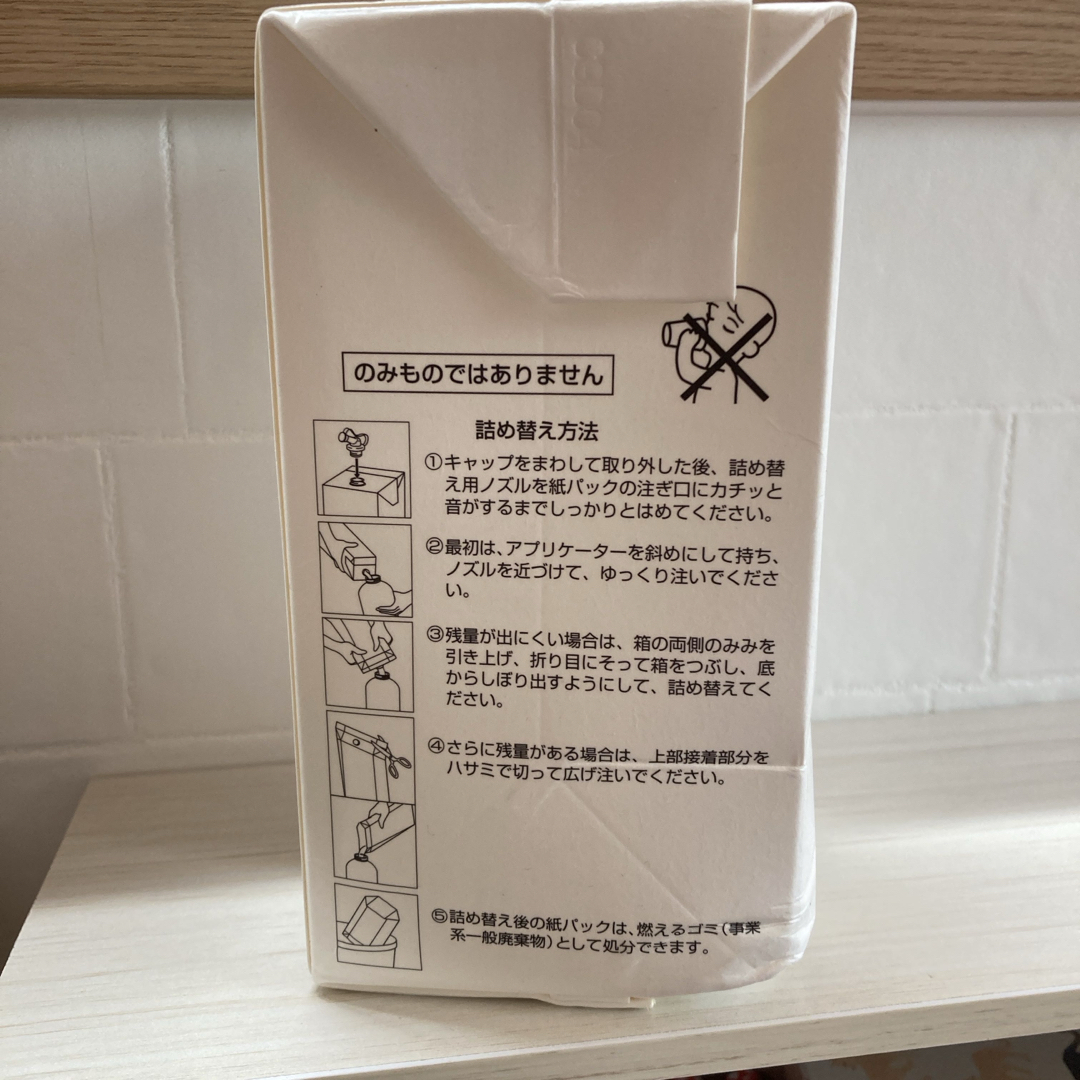 のみものではありません
詰め替え方法
①キャップをまわして取り外した後、詰め替
え用ノズルを紙パックの注ぎ口にカチッと
音がするまでしっかりとはめてください。
②最初は、アプリケーターを斜めにして持ち、
ノズルを近づけて、ゆっくり注いでくださ
い。
③残量が出にくい場合は、箱の両側のみみを
引き上げ、折り目にそって箱をつぶし、底
からしぼり出すようにして、詰め替えてく
ださい。
④さらに残量がある場合は、上部接着部分を
ハサミで切って広げ注いでください。
⑤詰め替え後の紙パックは、燃えるゴミ(事業
系一般廃棄物)として処分できます。